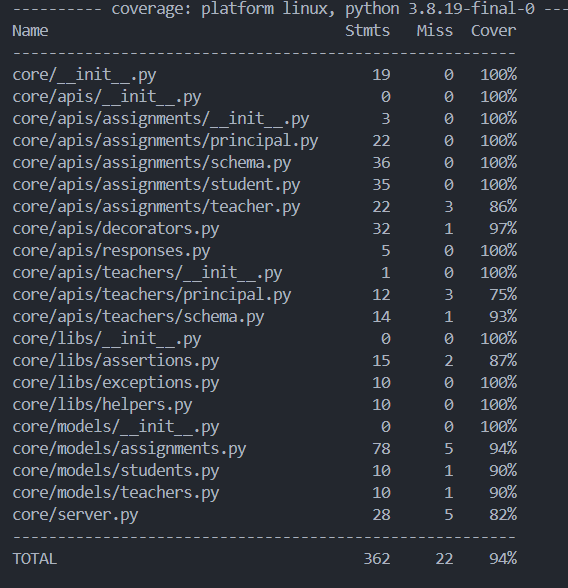 ---------- coverage: platform linux, python 3.8.19-final-0 ---
Name                                   Stmts   Miss  Cover
----------------------------------------------------------
core/__init__.py                          19      0   100%
core/apis/__init__.py                      0      0   100%
core/apis/assignments/__init__.py          3      0   100%
core/apis/assignments/principal.py        22      0   100%
core/apis/assignments/schema.py           36      0   100%
core/apis/assignments/student.py          35      0   100%
core/apis/assignments/teacher.py          22      3    86%
core/apis/decorators.py                   32      1    97%
core/apis/responses.py                     5      0   100%
core/apis/teachers/__init__.py             1      0   100%
core/apis/teachers/principal.py           12      3    75%
core/apis/teachers/schema.py              14      1    93%
core/libs/__init__.py                      0      0   100%
core/libs/assertions.py                   15      2    87%
core/libs/exceptions.py                   10      0   100%
core/libs/helpers.py                      10      0   100%
core/models/__init__.py                    0      0   100%
core/models/assignments.py                78      5    94%
core/models/students.py                   10      1    90%
core/models/teachers.py                   10      1    90%
core/server.py                            28      5    82%
----------------------------------------------------------
TOTAL                                    362     22    94%